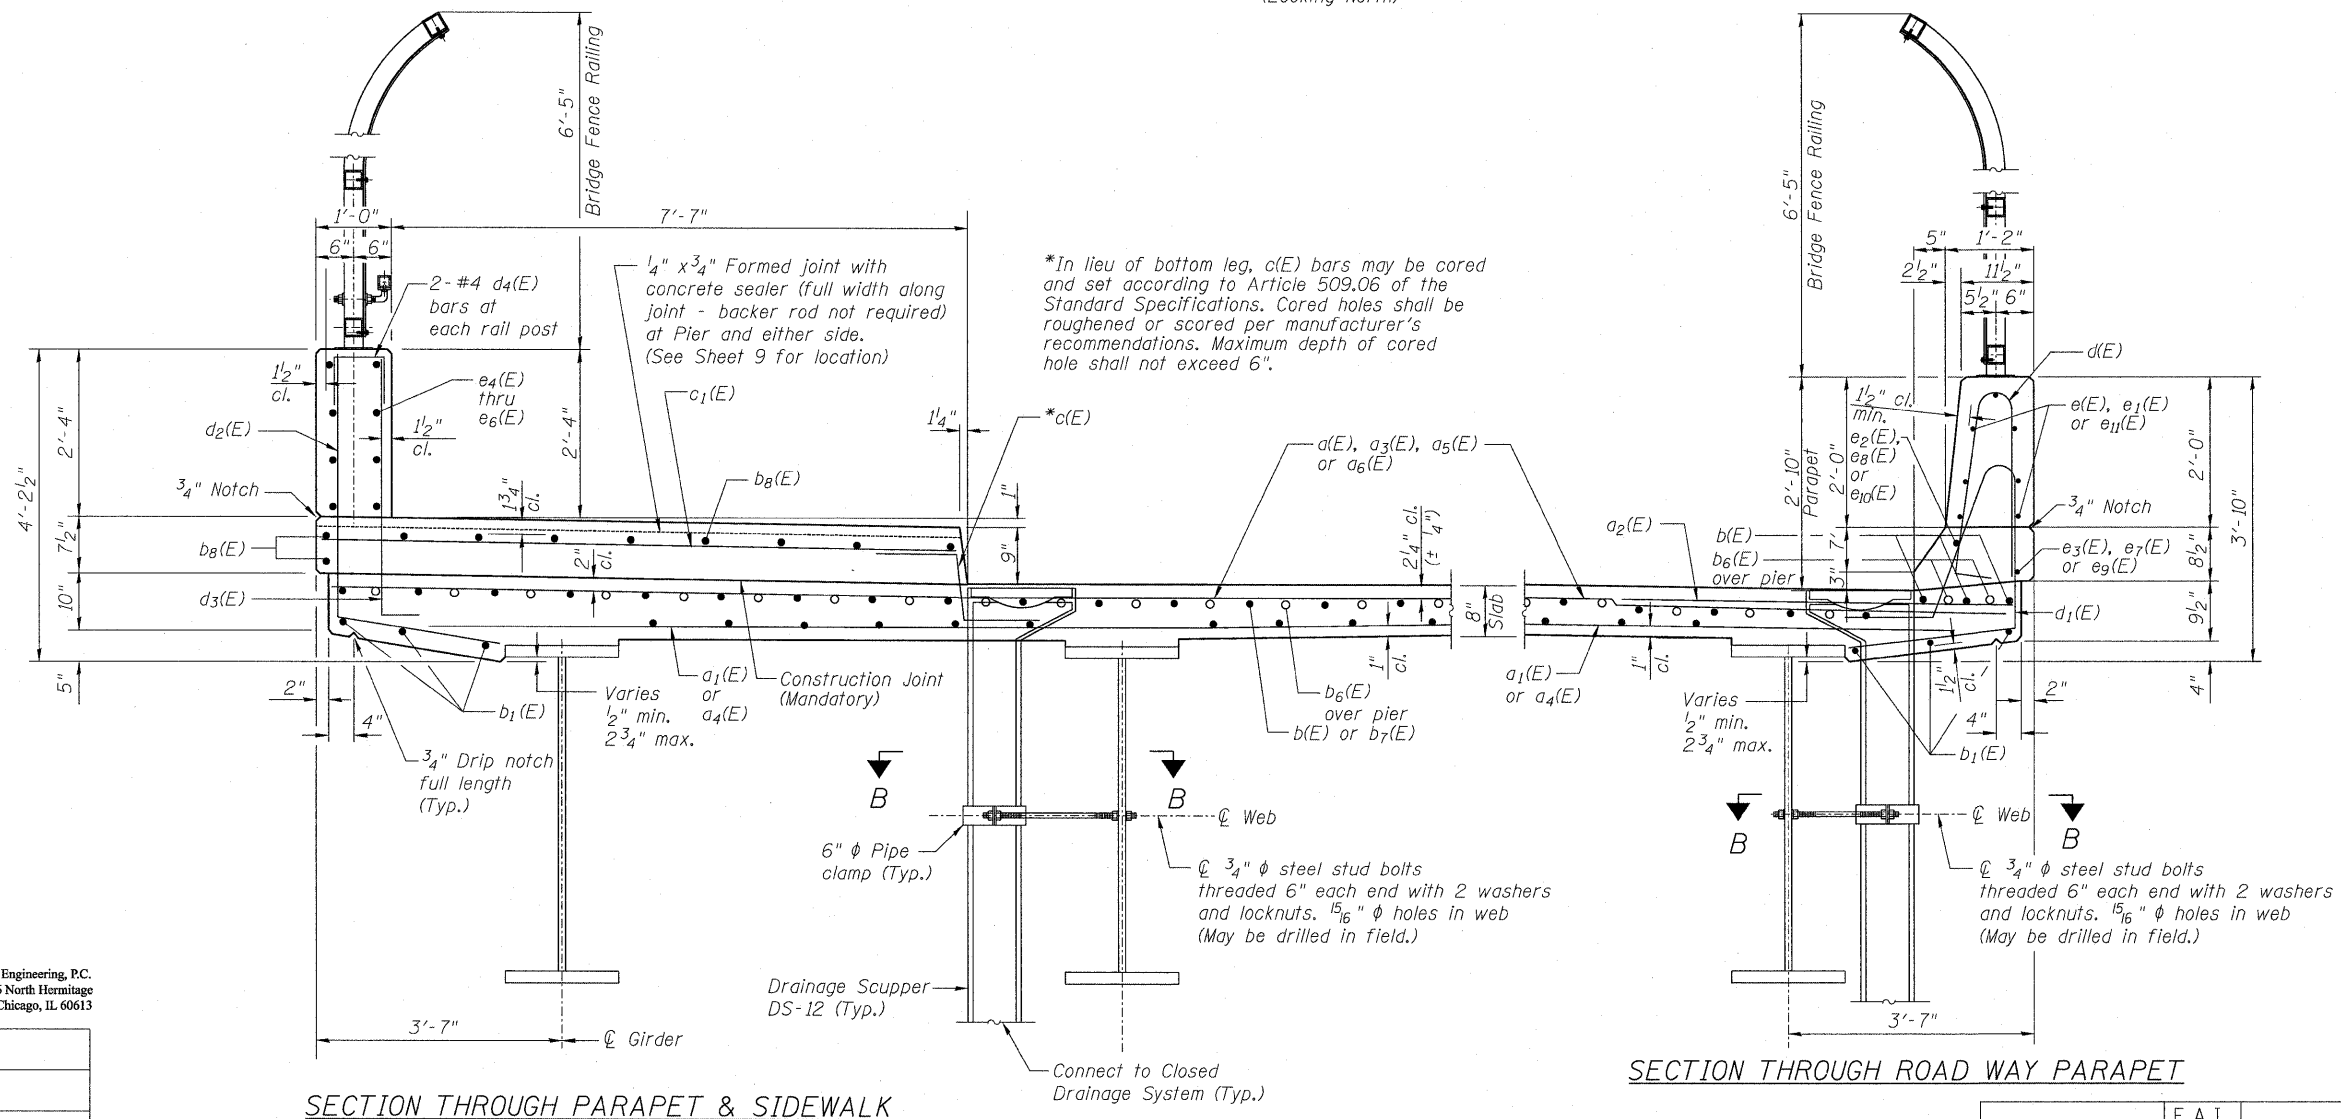 (Looking North)
6'-5"
Bridge Fence Railing
1'-0"
6"
6"
7'-7"
2-#4 d4(E)
bars at
each rail post
1/4" x 3/4" Formed joint with
concrete sealer (full width along
joint - backer rod not required)
at Pier and either side.
(See Sheet 9 for location)
*In lieu of bottom leg, c(E) bars may be cored
and set according to Article 509.06 of the
Standard Specifications. Cored holes shall be
roughened or scored per manufacturer's
recommendations. Maximum depth of cored
hole shall not exceed 6".
1 1/2"
cl.
e4(E)
thru
e6(E)
1 1/2"
cl.
d2(E)
2'-4"
4'-2 1/2"
2'-4"
c1(E)
1 1/4"
*c(E)
3/4" Notch
1 3/4"
cl.
b8(E)
1"
9"
7 1/2"
b8(E)
2"
cl.
10"
d3(E)
5"
2"
4"
b1(E)
3/4" Drip notch
full length
(Typ.)
Varies
1/2" min.
2 3/4" max.
a1(E)
or
a4(E)
Construction Joint
(Mandatory)
a(E), a3(E), a5(E)
or a6(E)
2 1/4" cl.
(± 1/4")
8"
Slab
1"
cl.
b6(E)
over pier
b(E) or b7(E)
B
B
℄ Web
6" φ Pipe
clamp (Typ.)
℄ 3/4" φ steel stud bolts
threaded 6" each end with 2 washers
and locknuts. 15/16" φ holes in web
(May be drilled in field.)
Drainage Scupper
DS-12 (Typ.)
Connect to Closed
Drainage System (Typ.)
3'-7"
℄ Girder
SECTION THROUGH PARAPET & SIDEWALK
6'-5"
Bridge Fence Railing
5"
1'-2"
2 1/2"
11 1/2"
5 1/2"
6"
d(E)
1 1/2" cl.
min.
e2(E),
e8(E)
or
e10(E)
e(E), e1(E)
or e11(E)
2'-10"
Parapet
2'-0"
7"
3"
2'-0"
3'-10"
3/4" Notch
a2(E)
b(E)
b6(E)
over pier
e3(E), e7(E)
or e9(E)
8 1/2"
d1(E)
9 1/2"
4"
a1(E)
or a4(E)
1"
cl.
Varies
1/2" min.
2 3/4" max.
1 1/2"
cl.
4"
2"
b1(E)
B
B
℄ Web
℄ 3/4" φ steel stud bolts
threaded 6" each end with 2 washers
and locknuts. 15/16" φ holes in web
(May be drilled in field.)
3'-7"
SECTION THROUGH ROAD WAY PARAPET
Engineering, P.C.
North Hermitage
Chicago, IL 60613
F.A.I.